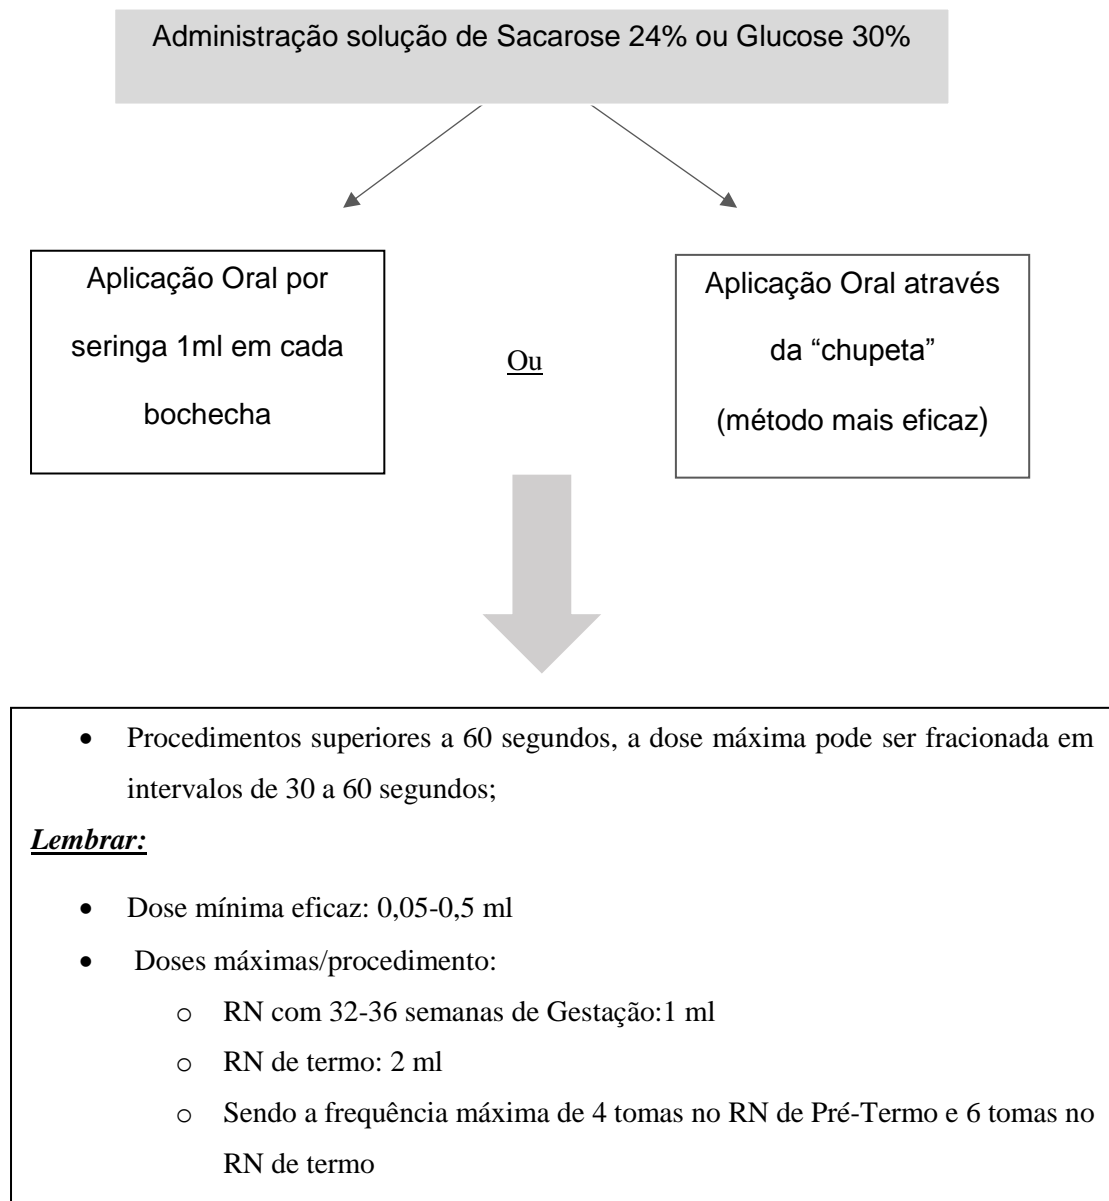 Administração solução de Sacarose 24% ou Glucose 30%
Aplicação Oral por
seringa 1ml em cada
bochecha
Ou
Aplicação Oral através
da “chupeta”
(método mais eficaz)
• Procedimentos superiores a 60 segundos, a dose máxima pode ser fracionada em
intervalos de 30 a 60 segundos;
Lembrar:
• Dose mínima eficaz: 0,05-0,5 ml
• Doses máximas/procedimento:
o RN com 32-36 semanas de Gestação:1 ml
o RN de termo: 2 ml
o Sendo a frequência máxima de 4 tomas no RN de Pré-Termo e 6 tomas no
RN de termo